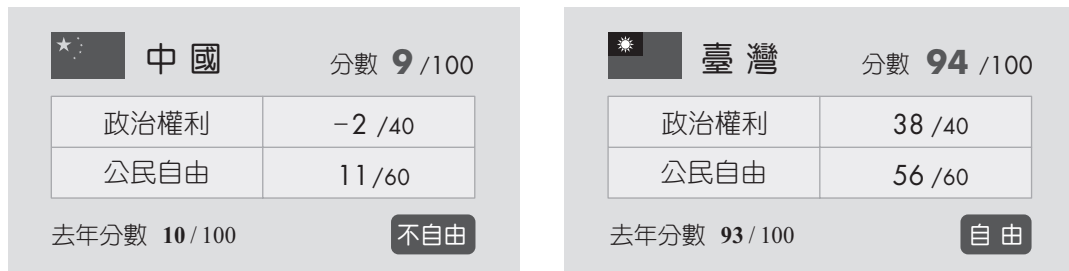 中國 分數 9 /100
政治權利 −2 /40
公民自由 11 /60
去年分數 10 / 100 不自由
臺灣 分數 94 /100
政治權利 38 /40
公民自由 56 /60
去年分數 93 / 100 自由